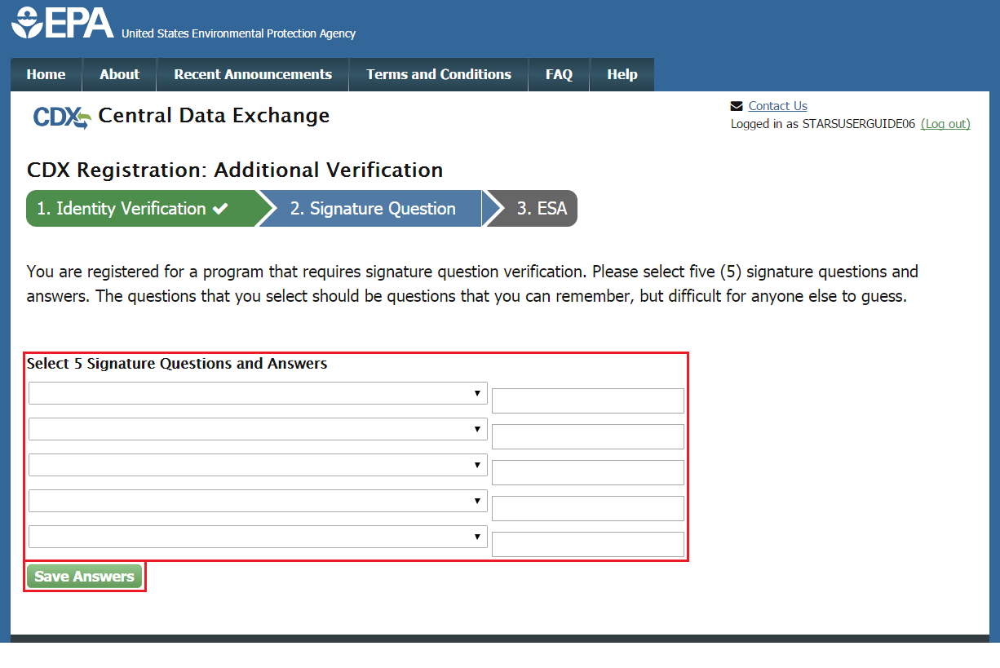 EPA United States Environmental Protection Agency
Home About Recent Announcements Terms and Conditions FAQ Help
CDX Central Data Exchange
Contact Us
Logged in as STARSUSERGUIDE06 (Log out)
CDX Registration: Additional Verification
1. Identity Verification ✔ 2. Signature Question 3. ESA
You are registered for a program that requires signature question verification. Please select five (5) signature questions and
answers. The questions that you select should be questions that you can remember, but difficult for anyone else to guess.
Select 5 Signature Questions and Answers
Save Answers